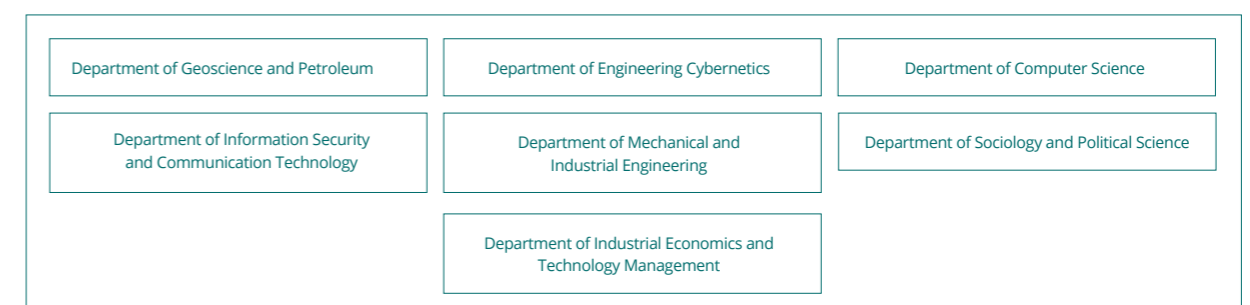 Department of Geoscience and Petroleum
Department of Engineering Cybernetics
Department of Computer Science
Department of Information Security
and Communication Technology
Department of Mechanical and
Industrial Engineering
Department of Sociology and Political Science
Department of Industrial Economics and
Technology Management